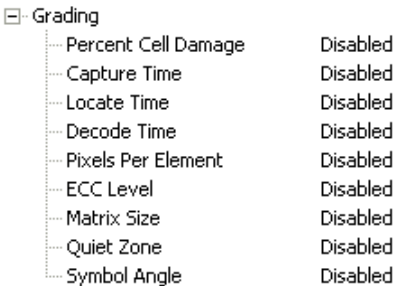 Grading
Percent Cell Damage Disabled
Capture Time Disabled
Locate Time Disabled
Decode Time Disabled
Pixels Per Element Disabled
ECC Level Disabled
Matrix Size Disabled
Quiet Zone Disabled
Symbol Angle Disabled